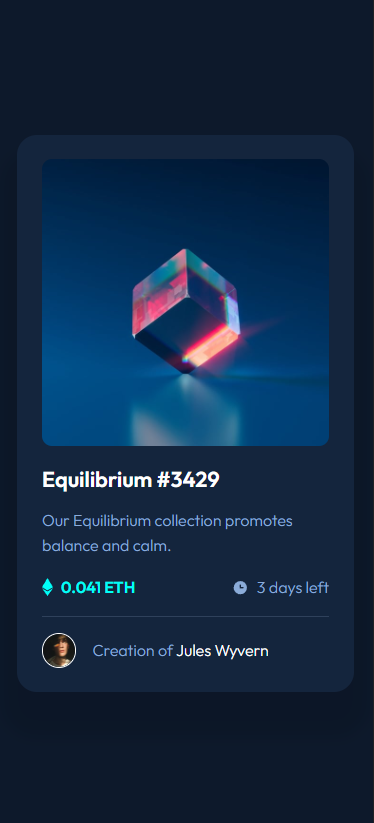 Equilibrium #3429
Our Equilibrium collection promotes
balance and calm.
0.041 ETH
3 days left
Creation of Jules Wyvern